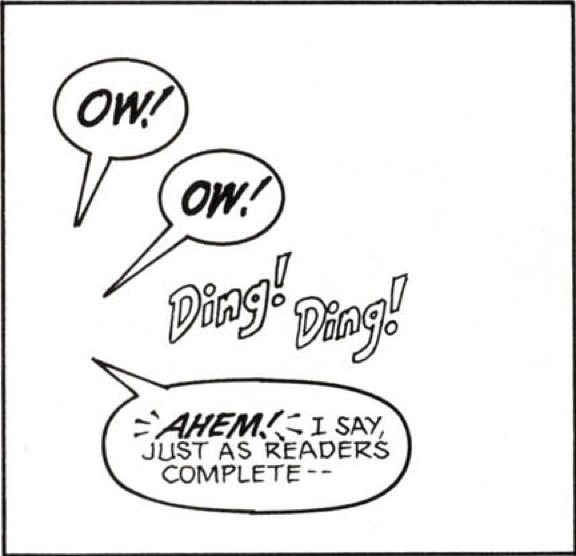 OW!
OW!
Ding! Ding!
AHEM! I SAY,
JUST AS READERS
COMPLETE--